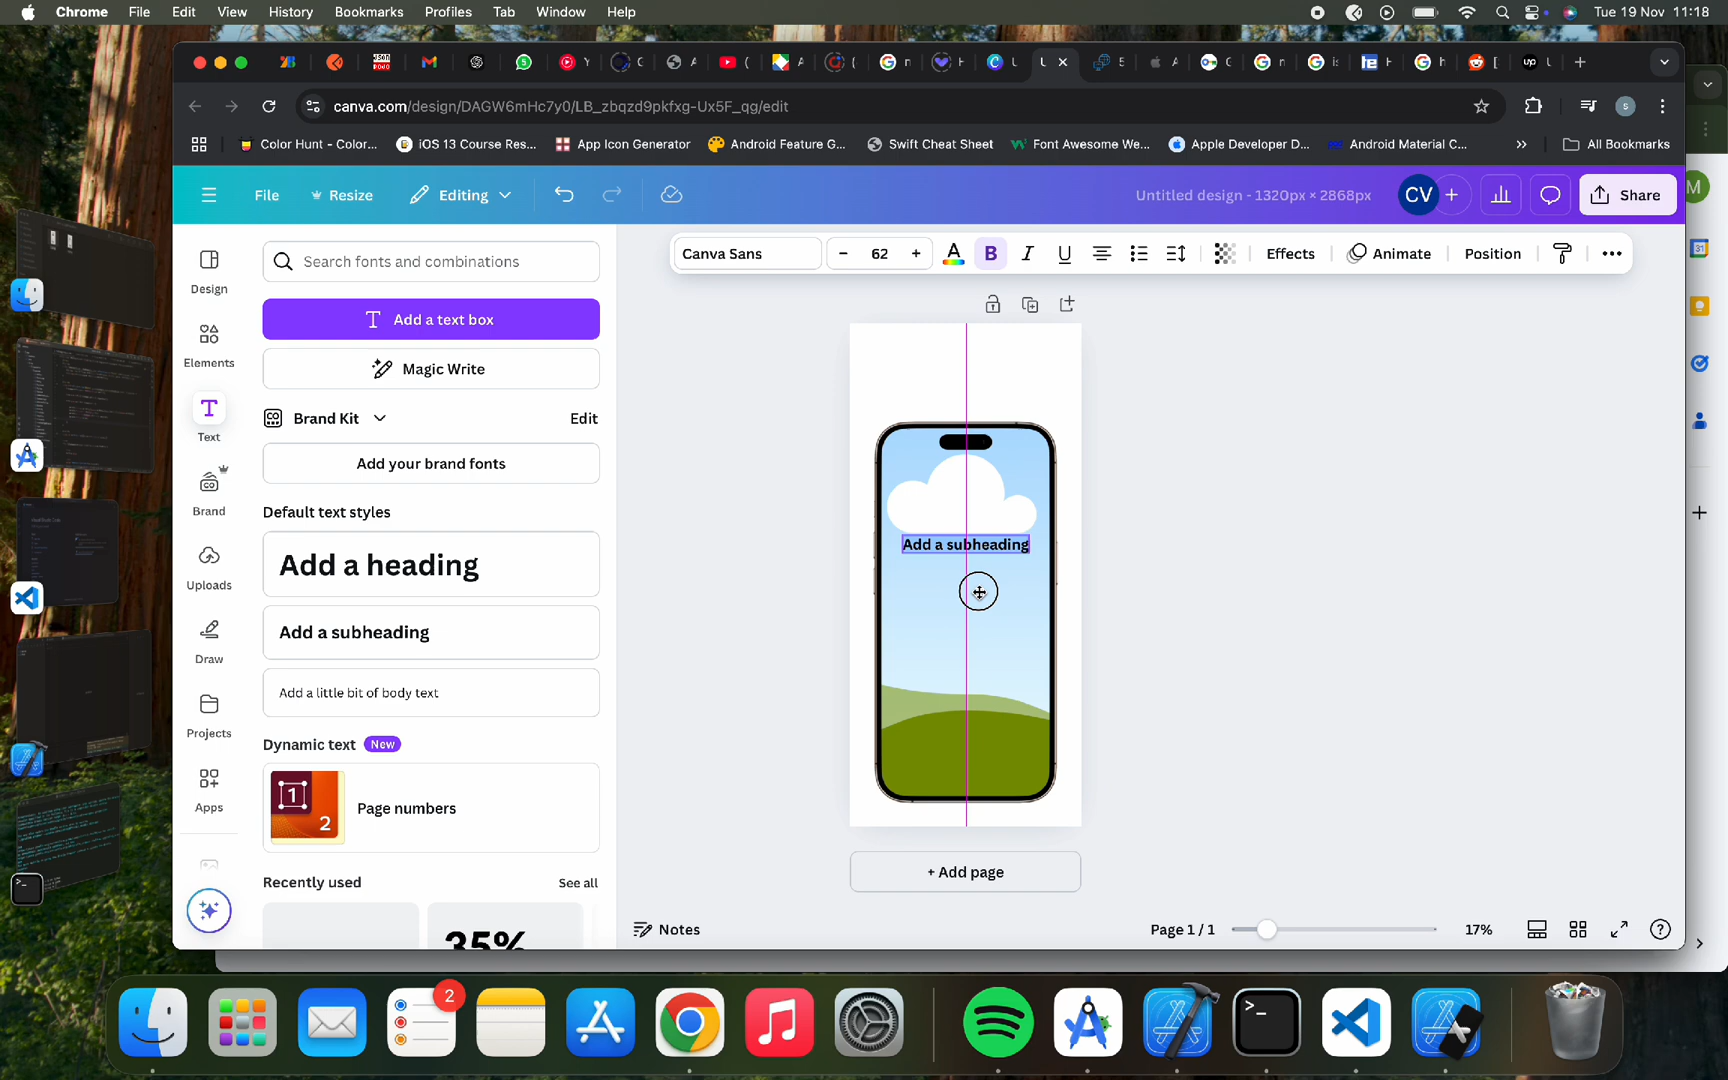 Chrome File Edit View History Bookmarks Profiles Tab Window Help
Tue 19 Nov 11:18
canva.com/design/DAGW6mHc7y0/LB_zbqzd9pkfxg-Ux5F_qg/edit
Color Hunt - Color...
iOS 13 Course Res...
App Icon Generator
Android Feature G...
Swift Cheat Sheet
Font Awesome We...
Apple Developer D...
Android Material C...
All Bookmarks
File
Resize
Editing
Untitled design - 1320px × 2868px
CV
Share
Search fonts and combinations
Canva Sans
62
A
B
I
U
Effects
Animate
Position
Design
Elements
Text
Brand
Uploads
Draw
Projects
Apps
Add a text box
Magic Write
Brand Kit
Edit
Add your brand fonts
Default text styles
Add a heading
Add a subheading
Add a little bit of body text
Dynamic text New
Page numbers
Recently used
See all
35%
Add a subheading
+ Add page
Notes
Page 1 / 1
17%
2